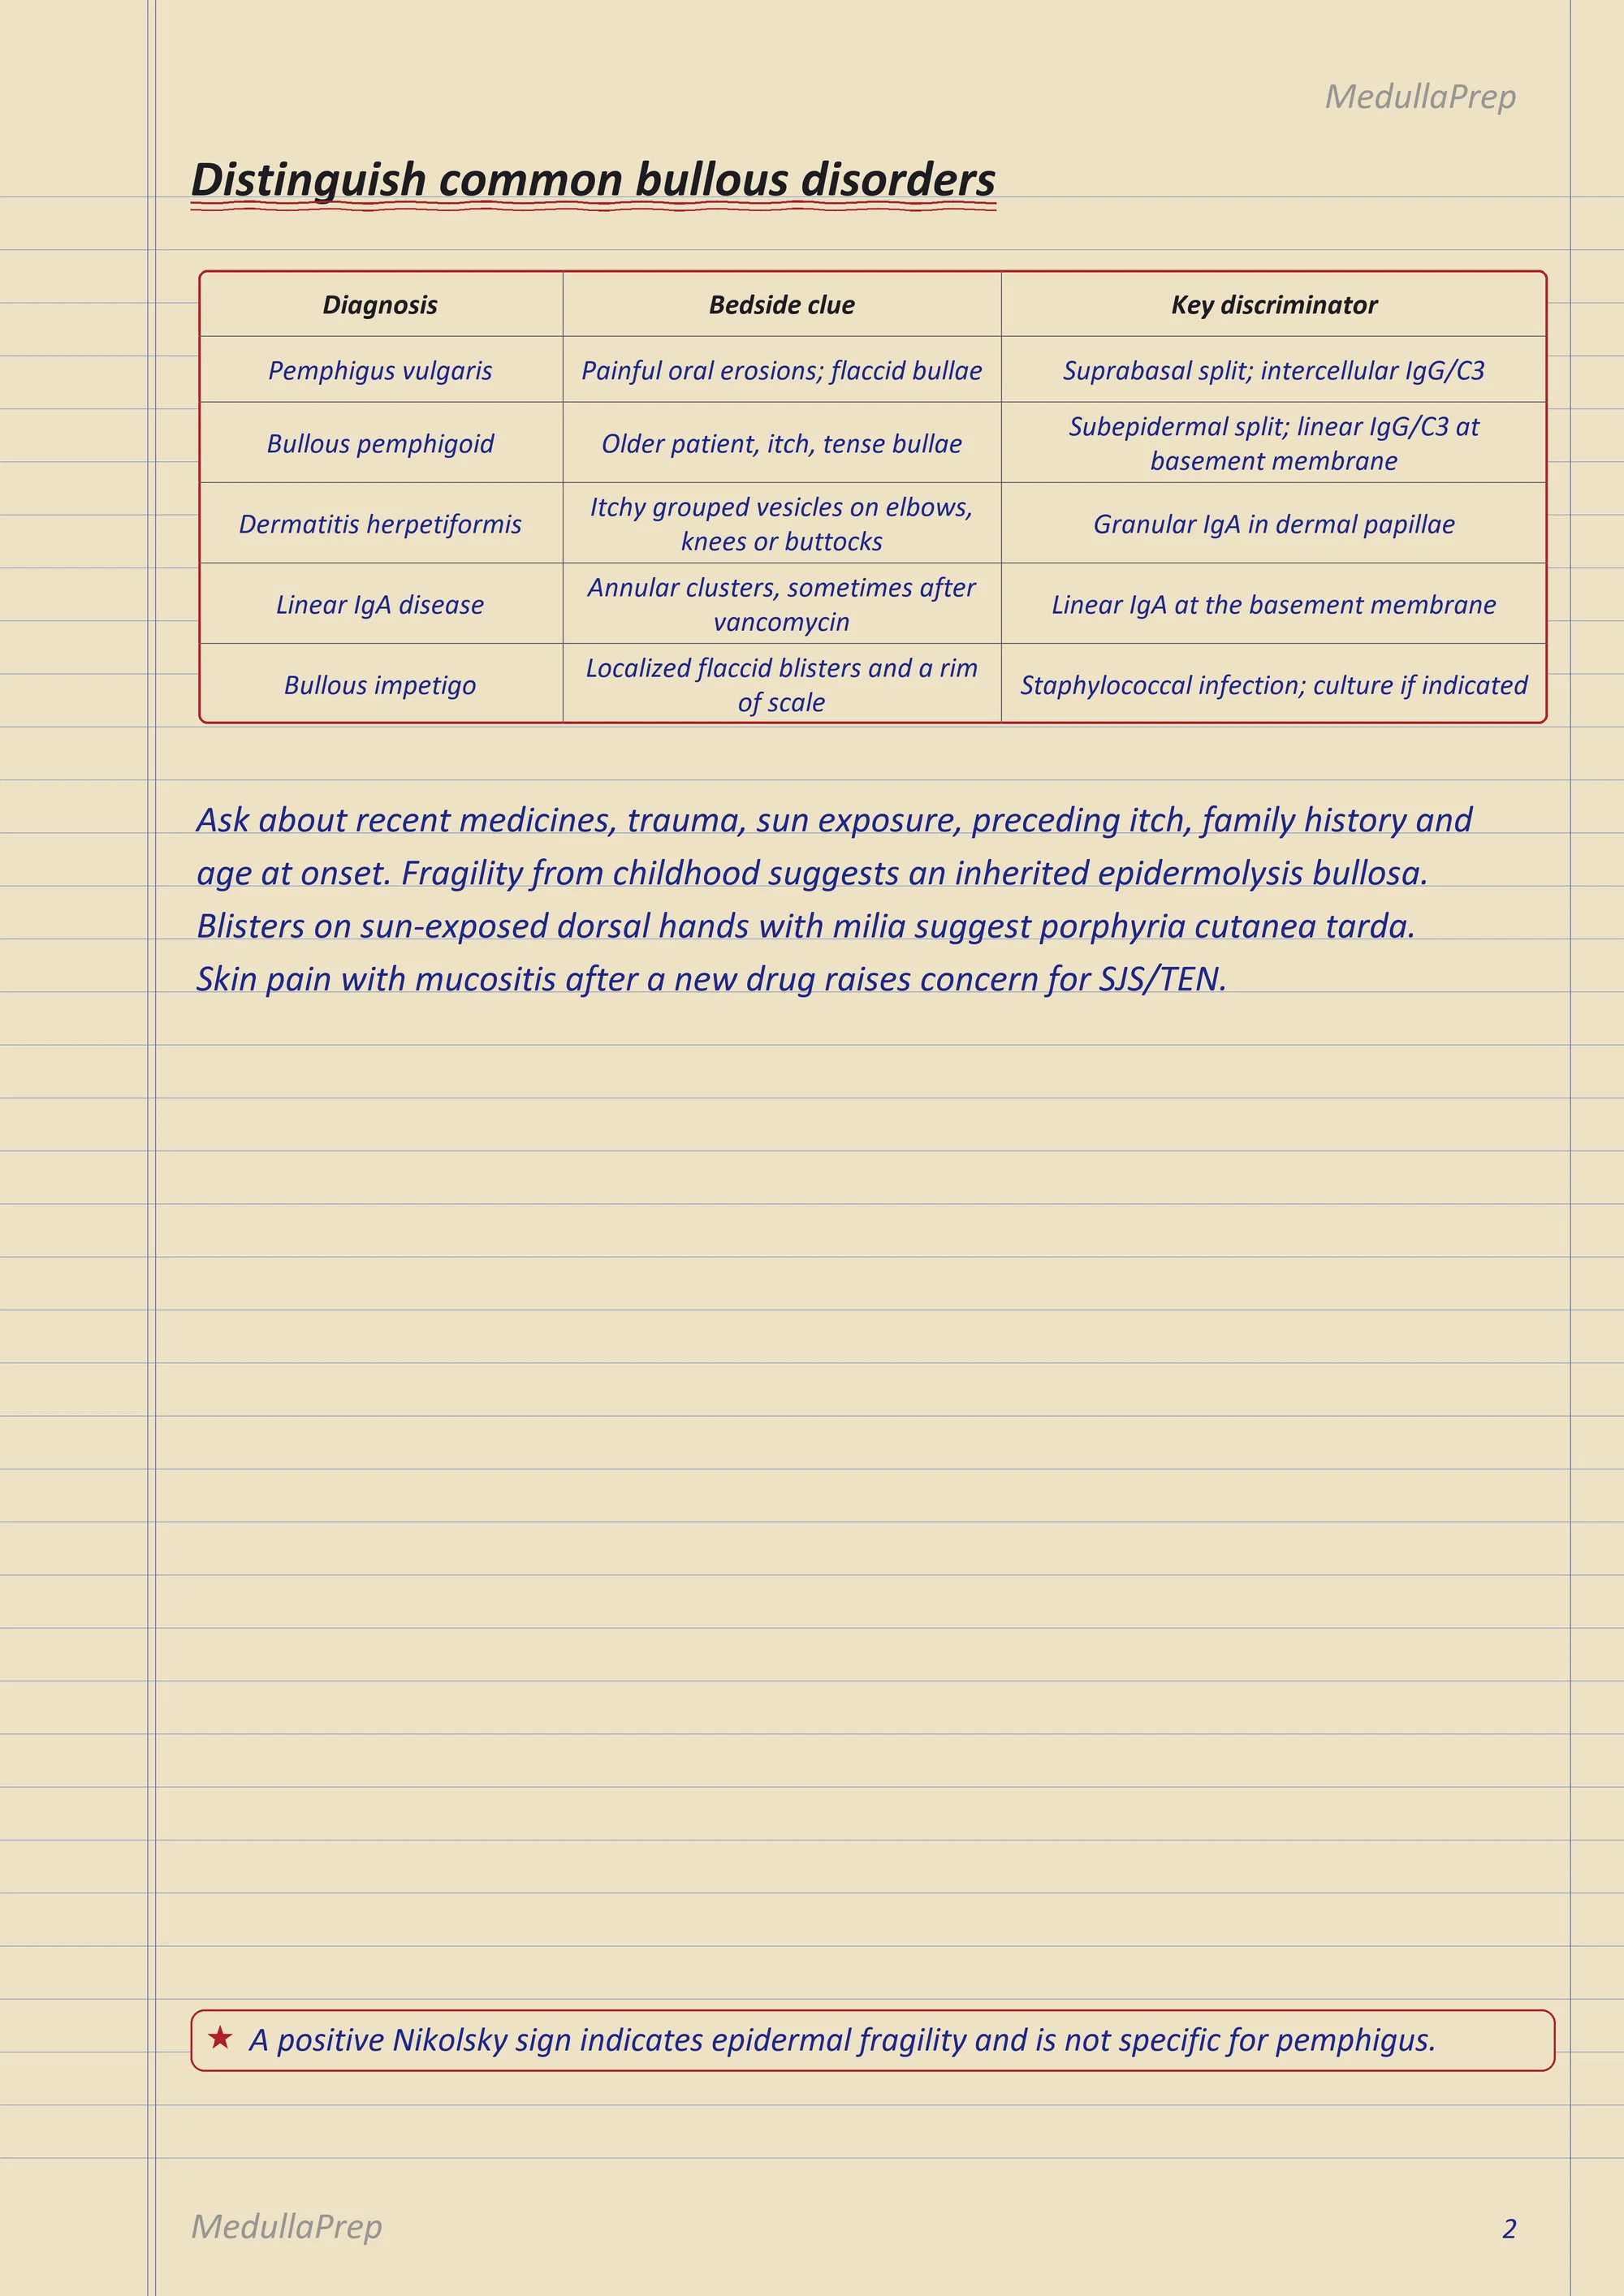 MedullaPrep
Distinguish common bullous disorders
Diagnosis
Bedside clue
Key discriminator
Pemphigus vulgaris
Painful oral erosions; flaccid bullae
Suprabasal split; intercellular IgG/C3
Bullous pemphigoid
Older patient, itch, tense bullae
Subepidermal split; linear IgG/C3 at
basement membrane
Dermatitis herpetiformis
Itchy grouped vesicles on elbows,
knees or buttocks
Granular IgA in dermal papillae
Linear IgA disease
Annular clusters, sometimes after
vancomycin
Linear IgA at the basement membrane
Bullous impetigo
Localized flaccid blisters and a rim
of scale
Staphylococcal infection; culture if indicated
Ask about recent medicines, trauma, sun exposure, preceding itch, family history and
age at onset. Fragility from childhood suggests an inherited epidermolysis bullosa.
Blisters on sun-exposed dorsal hands with milia suggest porphyria cutanea tarda.
Skin pain with mucositis after a new drug raises concern for SJS/TEN.
★ A positive Nikolsky sign indicates epidermal fragility and is not specific for pemphigus.
MedullaPrep
2